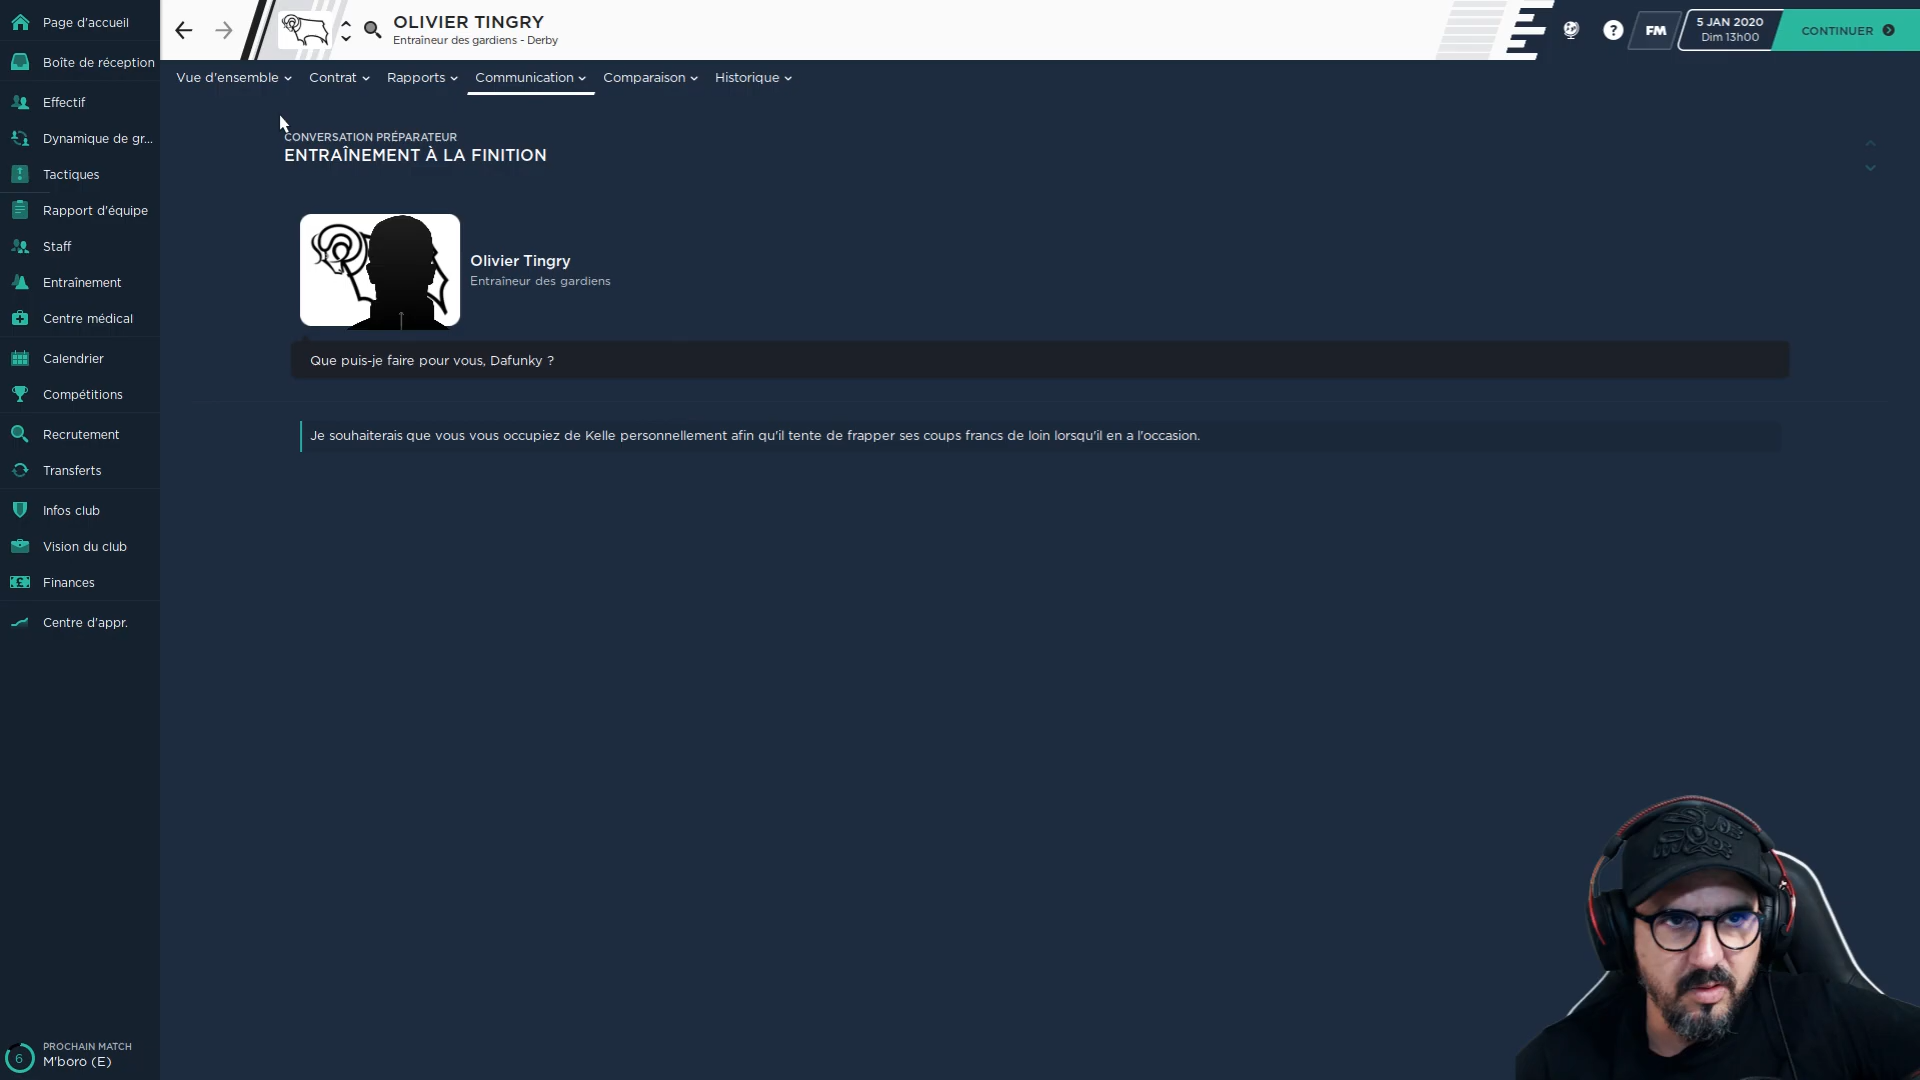 Page d'accueil
Boîte de réception
Effectif
Dynamique de gr...
Tactiques
Rapport d'équipe
Staff
Entraînement
Centre médical
Calendrier
Compétitions
Recrutement
Transferts
Infos club
Vision du club
Finances
Centre d'appr.
6
PROCHAIN MATCH
M'boro (E)
OLIVIER TINGRY
Entraîneur des gardiens - Derby
?
FM
5 JAN 2020
Dim 13h00
CONTINUER
Vue d'ensemble
Contrat
Rapports
Communication
Comparaison
Historique
CONVERSATION PRÉPARATEUR
ENTRAÎNEMENT À LA FINITION
Olivier Tingry
Entraîneur des gardiens
Que puis-je faire pour vous, Dafunky ?
Je souhaiterais que vous vous occupiez de Kelle personnellement afin qu'il tente de frapper ses coups francs de loin lorsqu'il en a l'occasion.